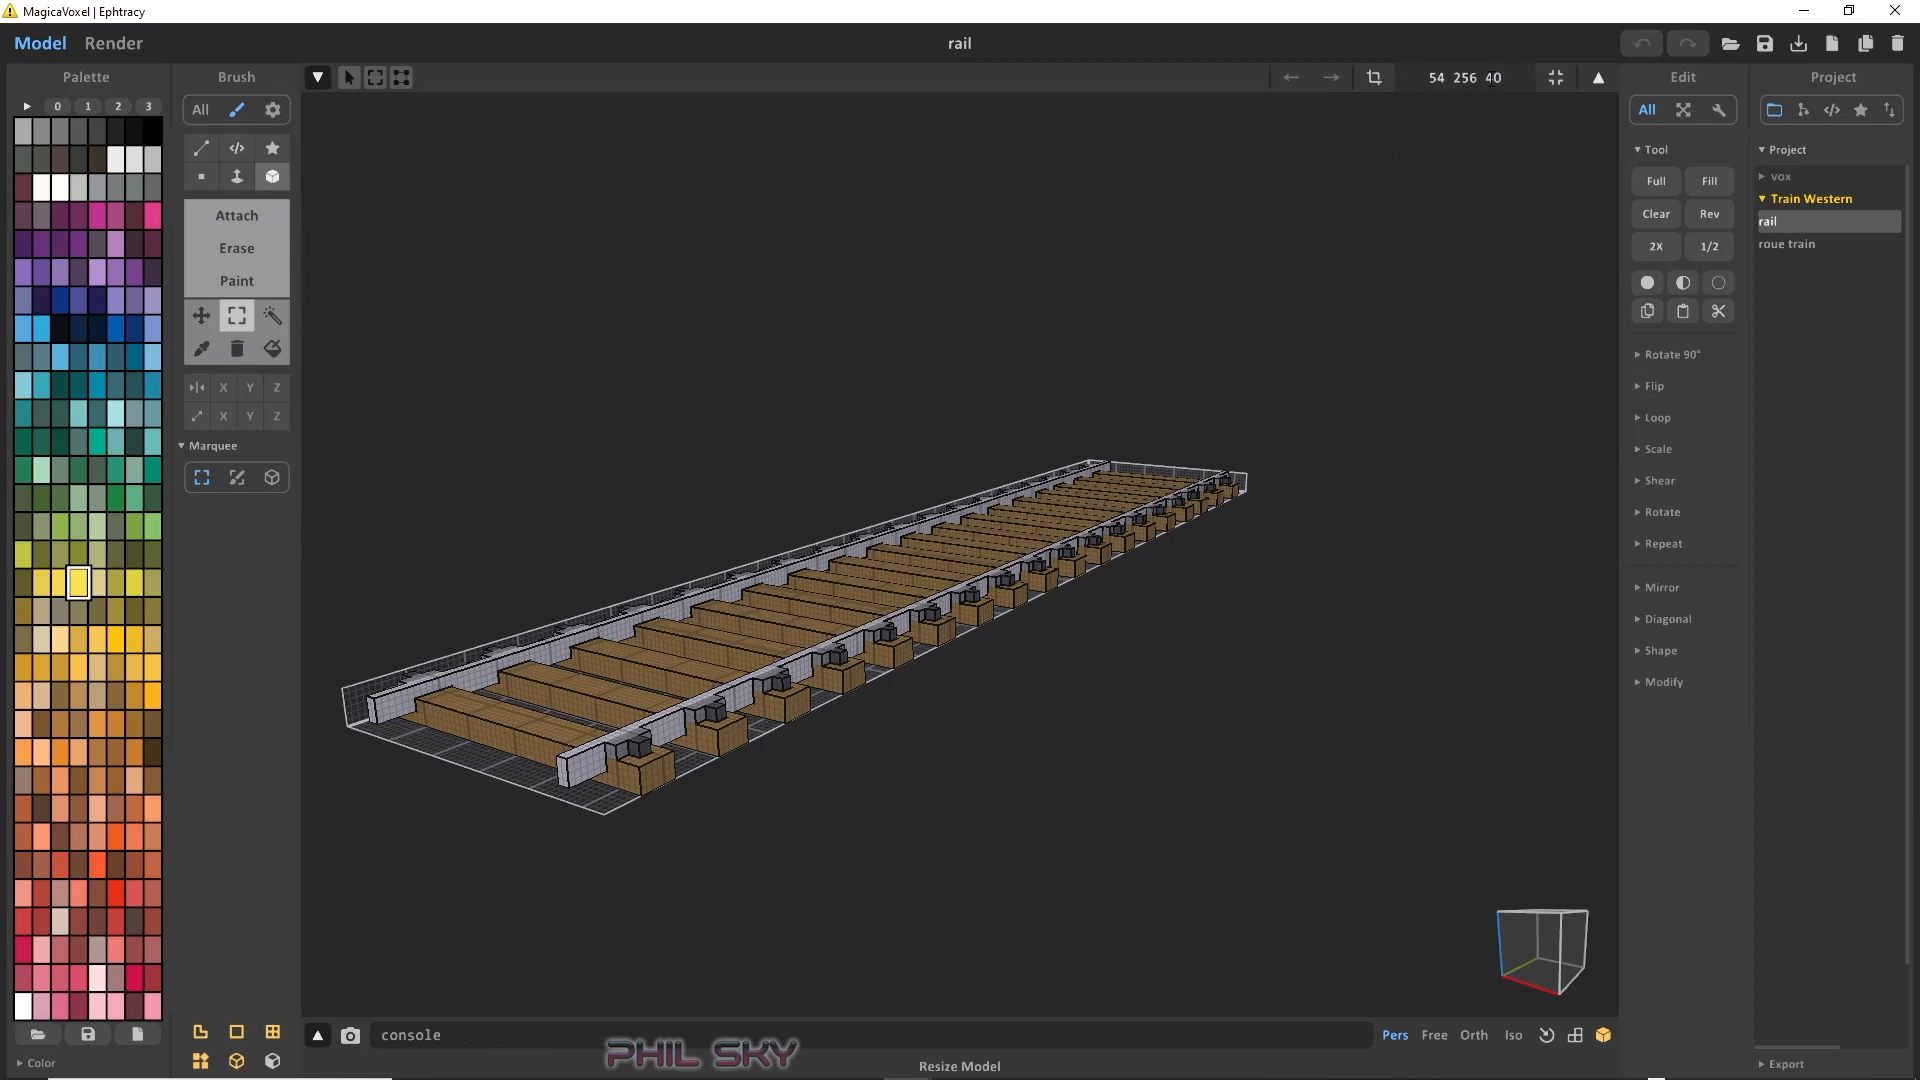 MagicaVoxel | Ephtracy
Model Render
rail
Palette
Brush
54 256 40
Edit
Project
0 1 2 3
All
All
Tool
Project
Full Fill
vox
Train Western
Clear Rev
rail
2X 1/2
roue train
Attach
Erase
Paint
X Y Z
X Y Z
Marquee
Rotate 90°
Flip
Loop
Scale
Shear
Rotate
Repeat
Mirror
Diagonal
Shape
Modify
console
Pers Free Orth Iso
PHIL SKY
Color
Resize Model
Export